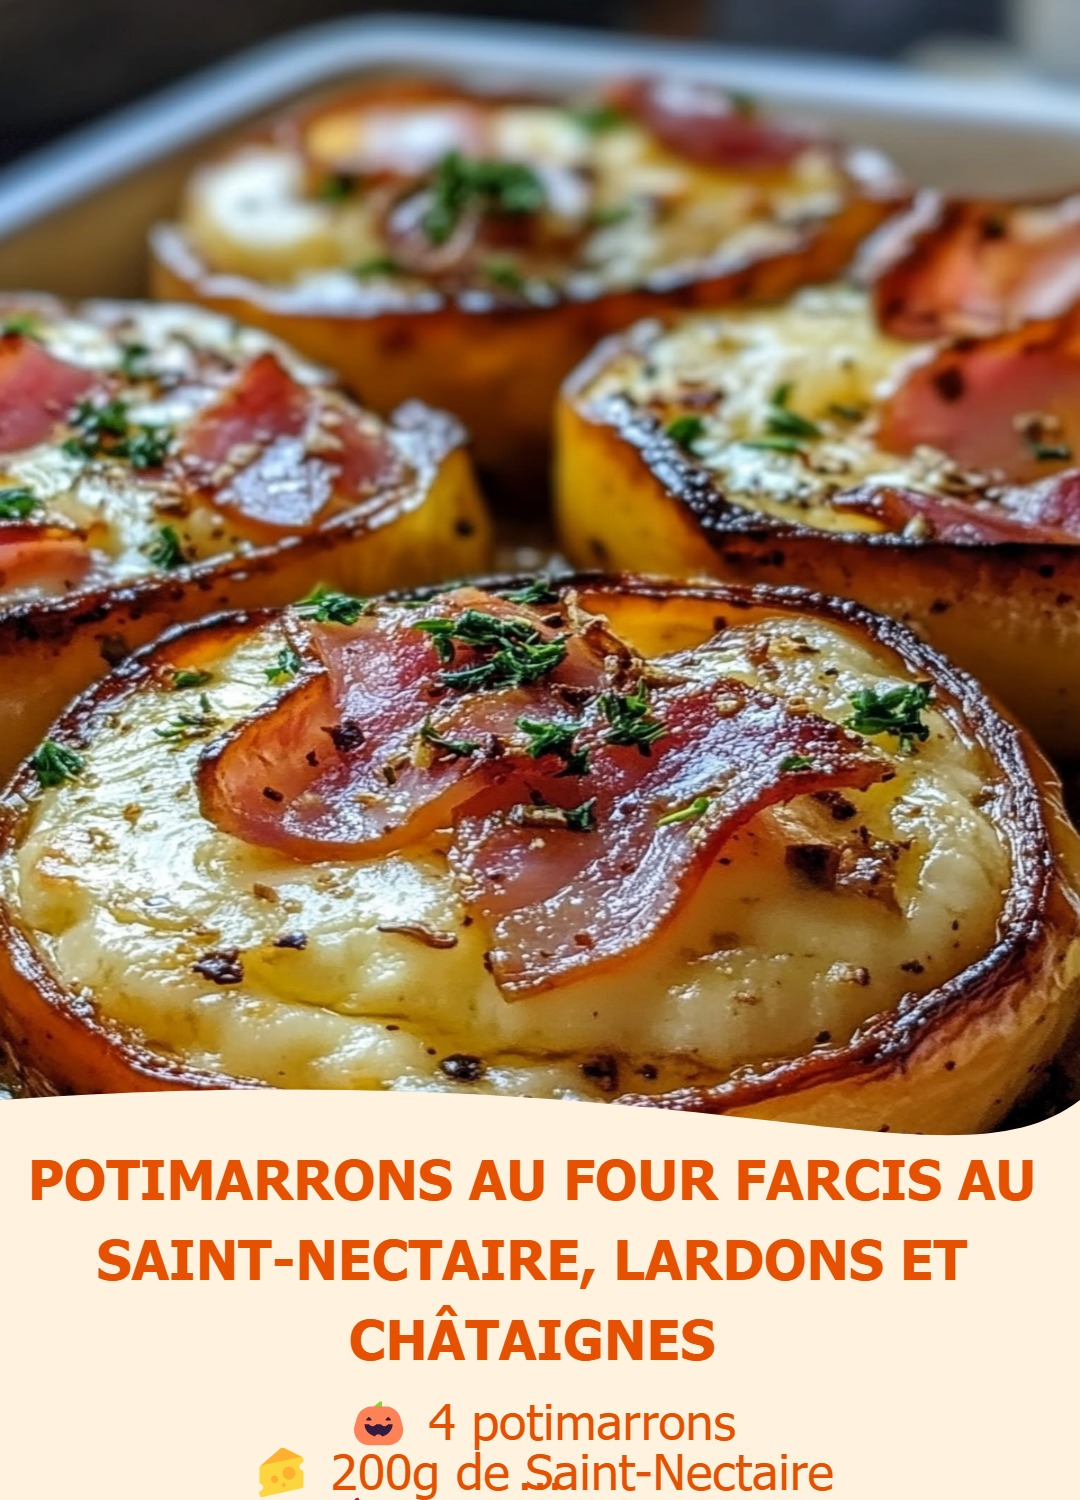 POTIMARRONS AU FOUR FARCIS AU
SAINT-NECTAIRE, LARDONS ET
CHÂTAIGNES
🎃 4 potimarrons
🧀 200g de Saint-Nectaire